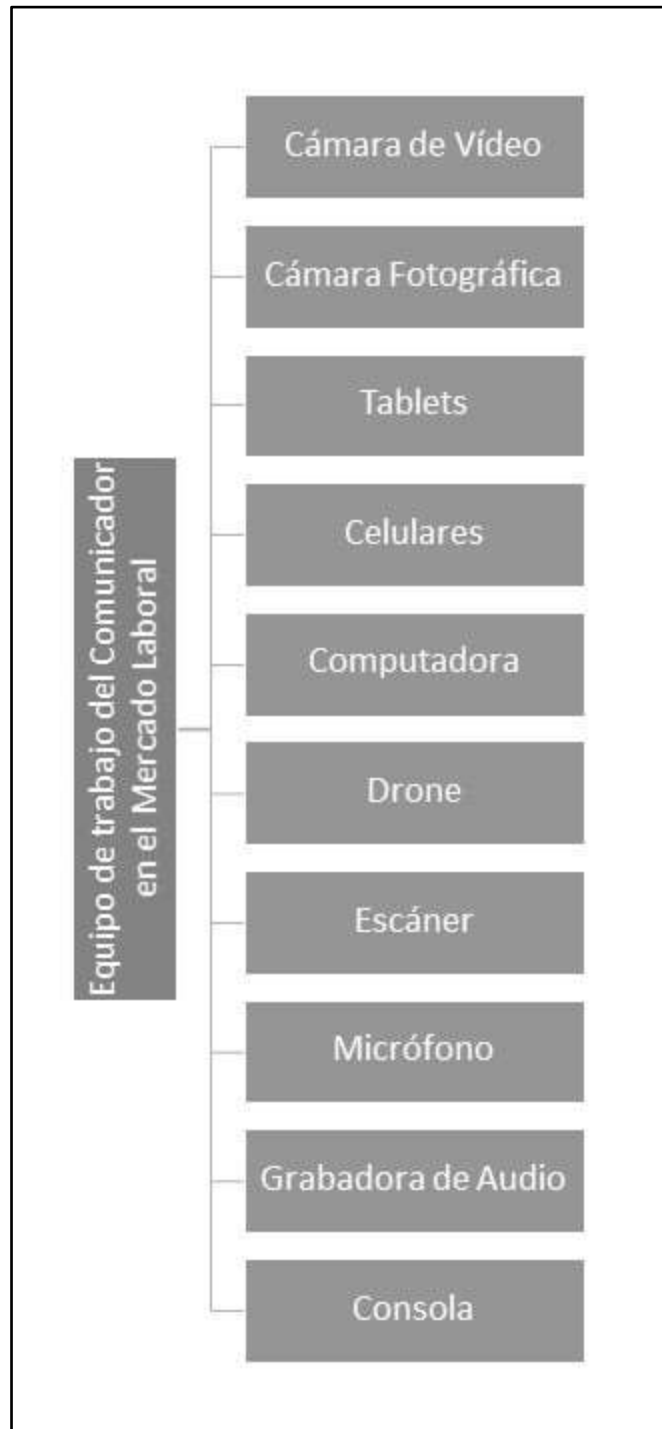 Equipo de trabajo del Comunicador
en el Mercado Laboral
Cámara de Vídeo
Cámara Fotográfica
Tablets
Celulares
Computadora
Drone
Escáner
Micrófono
Grabadora de Audio
Consola